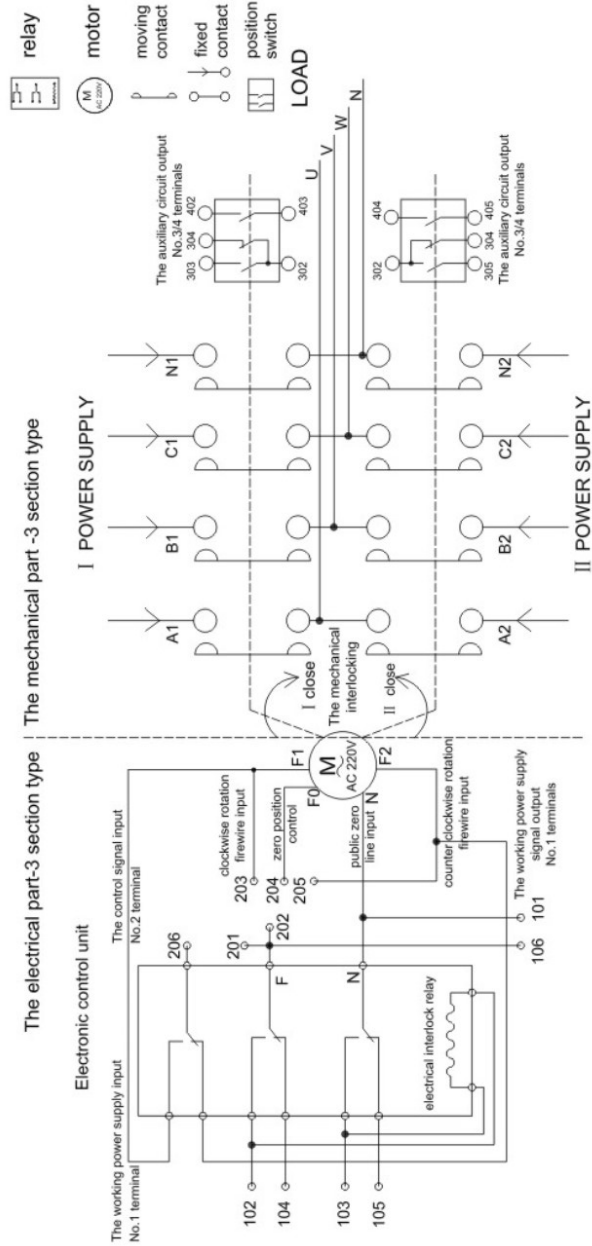 The electrical part-3 section type
The mechanical part -3 section type
relay
M
AC 220V
motor
moving
contact
fixed
contact
position
switch
LOAD
Electronic control unit
The working power supply input
No.1 terminal
The control signal input
No.2 terminal
206
201
202
F
N
102
104
103
105
electrical interlock relay
clockwise rotation
firewire input
203
204
zero position
control
205
public zero
line input
F1
F0
M
AC 220V
N
F2
counter clockwise rotation
firewire input
106
101
The working power supply
signal output
No.1 terminals
I POWER SUPPLY
A1
B1
C1
N1
I close
The mechanical
interlocking
II close
A2
B2
C2
N2
II POWER SUPPLY
U
V
W
N
The auxiliary circuit output
No.3/4 terminals
303
304
402
302
403
302
404
305
304
405
The auxiliary circuit output
No.3/4 terminals